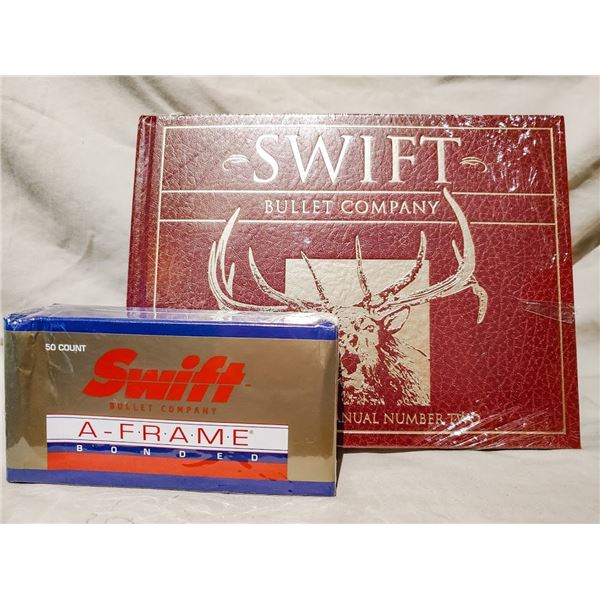 SWIFT
BULLET COMPANY
ANUAL NUMBER TWO
50 COUNT
Swift
BULLET COMPANY
A-FRAME®
BONDED